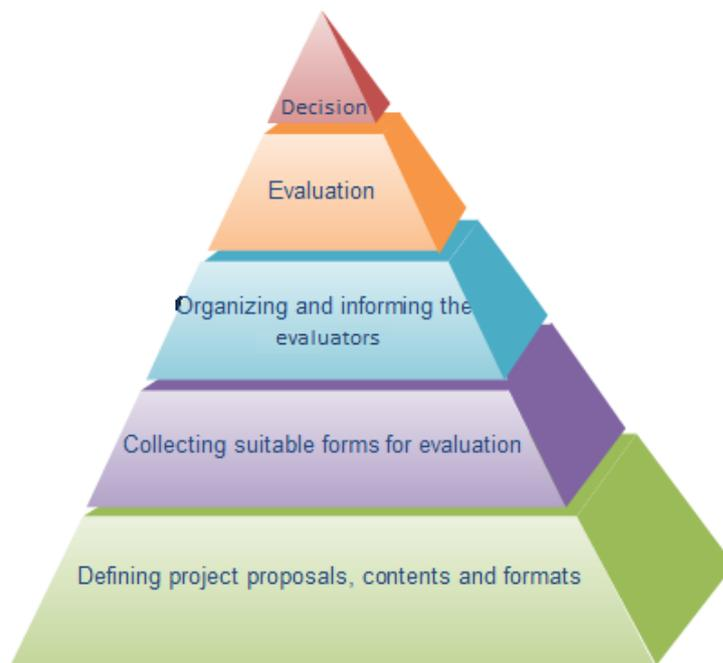 Decision
Evaluation
Organizing and informing the
evaluators
Collecting suitable forms for evaluation
Defining project proposals, contents and formats